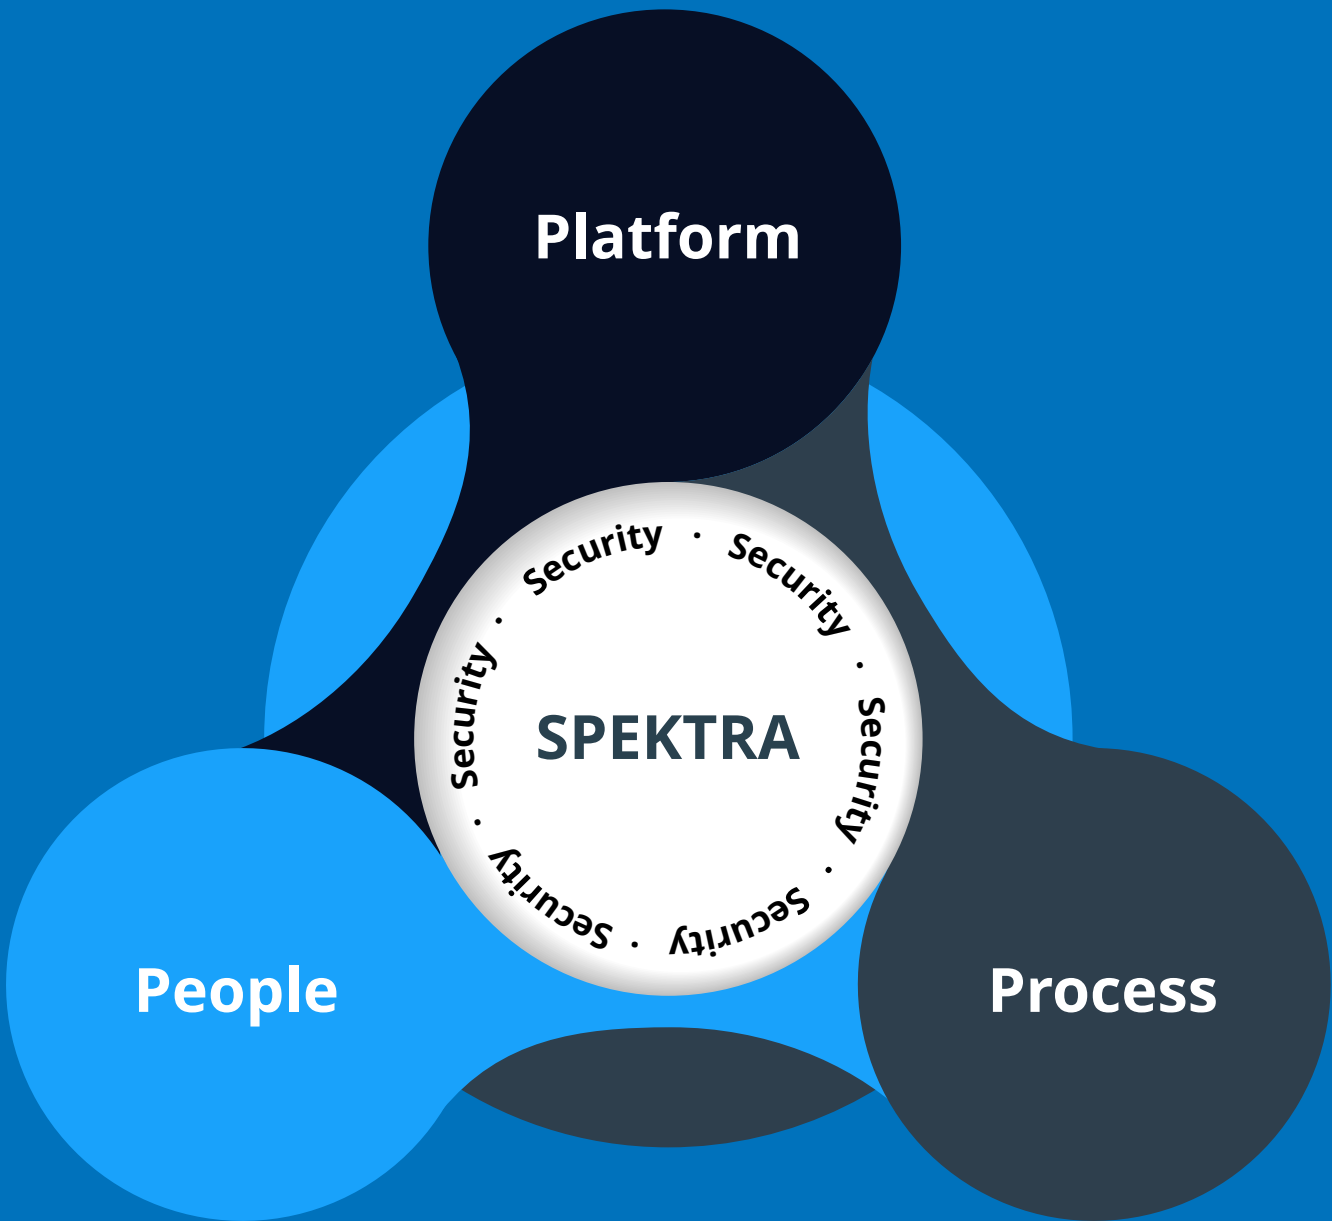 Platform
Security · Security · Security · Security · Security · Security ·
SPEKTRA
People
Process